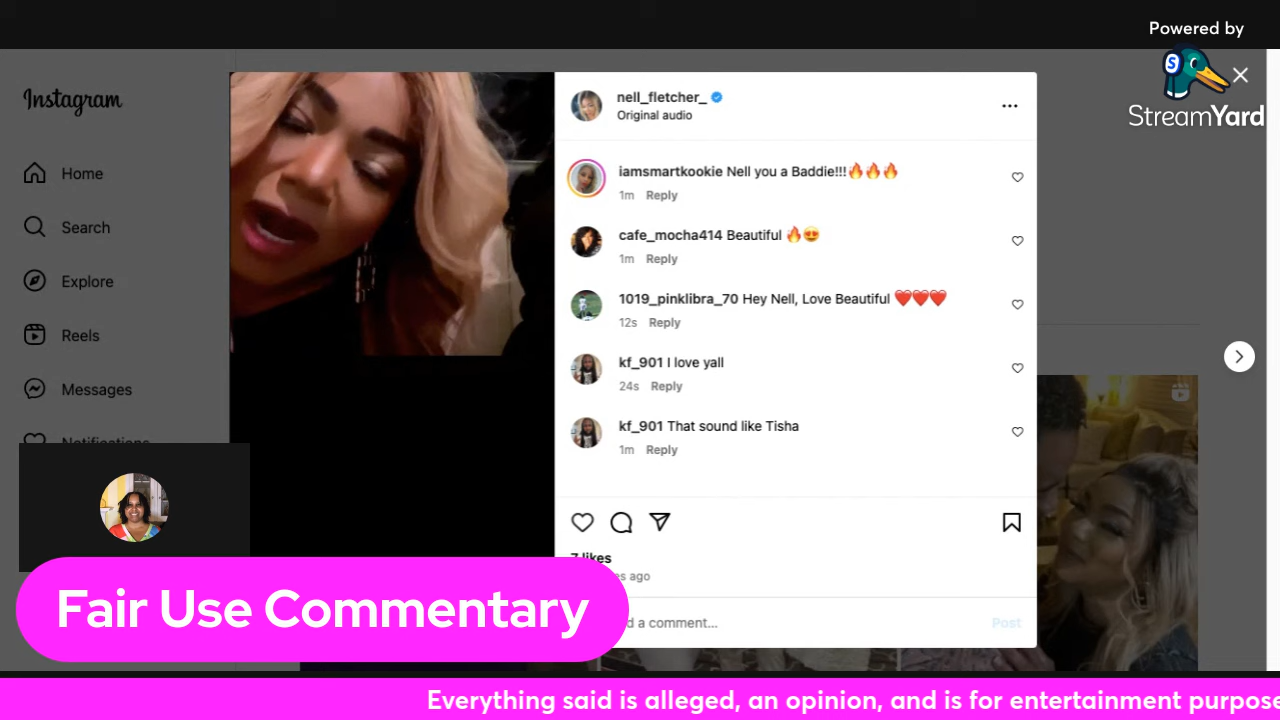 Powered by
StreamYard
Instagram
Home
Search
Explore
Reels
Messages
Notifications
nell_fletcher_
Original audio
iamsmartkookie Nell you a Baddie!!!🔥🔥🔥
1m Reply
cafe_mocha414 Beautiful 🔥😍
1m Reply
1019_pinklibra_70 Hey Nell, Love Beautiful ❤️❤️❤️
12s Reply
kf_901 I love yall
24s Reply
kf_901 That sound like Tisha
1m Reply
7 likes
ago
a comment...
Post
Fair Use Commentary
Everything said is alleged, an opinion, and is for entertainment purpose